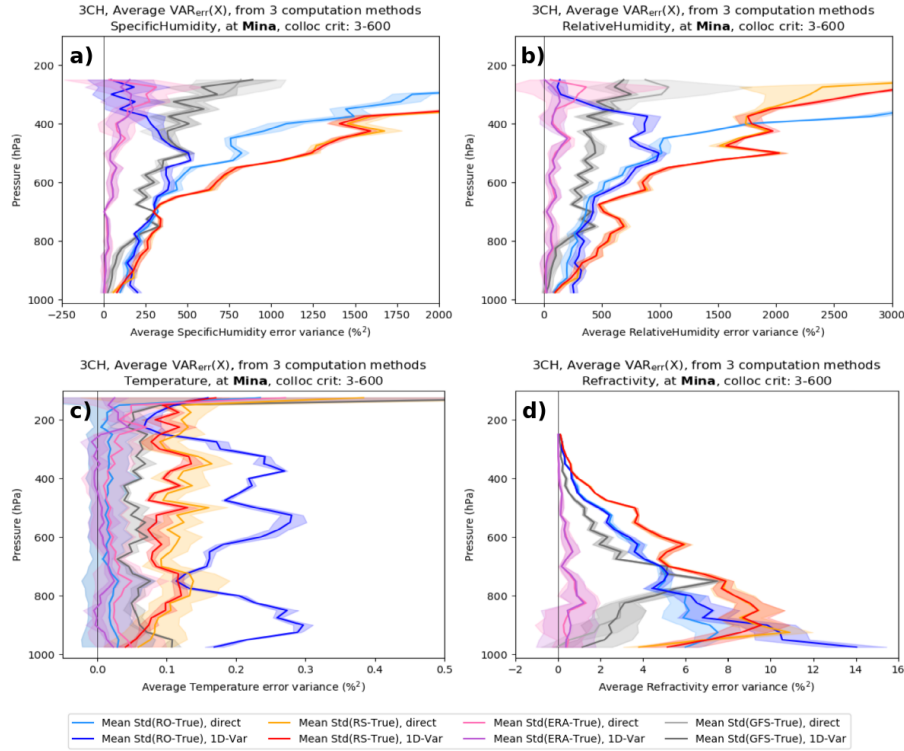 3CH, Average VARerr(X), from 3 computation methods
SpecificHumidity, at Mina, colloc crit: 3-600
a)
Pressure (hPa)
200
400
600
800
1000
−250 0 250 500 750 1000 1250 1500 1750 2000
Average SpecificHumidity error variance (%²)
3CH, Average VARerr(X), from 3 computation methods
RelativeHumidity, at Mina, colloc crit: 3-600
b)
Pressure (hPa)
200
400
600
800
1000
0 500 1000 1500 2000 2500 3000
Average RelativeHumidity error variance (%²)
3CH, Average VARerr(X), from 3 computation methods
Temperature, at Mina, colloc crit: 3-600
c)
Pressure (hPa)
200
400
600
800
1000
0.0 0.1 0.2 0.3 0.4 0.5
Average Temperature error variance (%²)
3CH, Average VARerr(X), from 3 computation methods
Refractivity, at Mina, colloc crit: 3-600
d)
Pressure (hPa)
200
400
600
800
1000
−2 0 2 4 6 8 10 12 14 16
Average Refractivity error variance (%²)
Mean Std(RO-True), direct Mean Std(RS-True), direct Mean Std(ERA-True), direct Mean Std(GFS-True), direct
Mean Std(RO-True), 1D-Var Mean Std(RS-True), 1D-Var Mean Std(ERA-True), 1D-Var Mean Std(GFS-True), 1D-Var